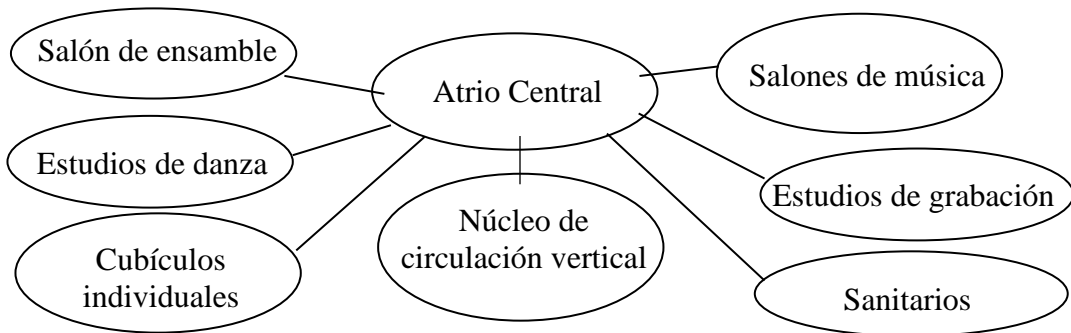 Salón de ensamble
Atrio Central
Salones de música
Estudios de danza
Estudios de grabación
Núcleo de
circulación vertical
Cubículos
individuales
Sanitarios